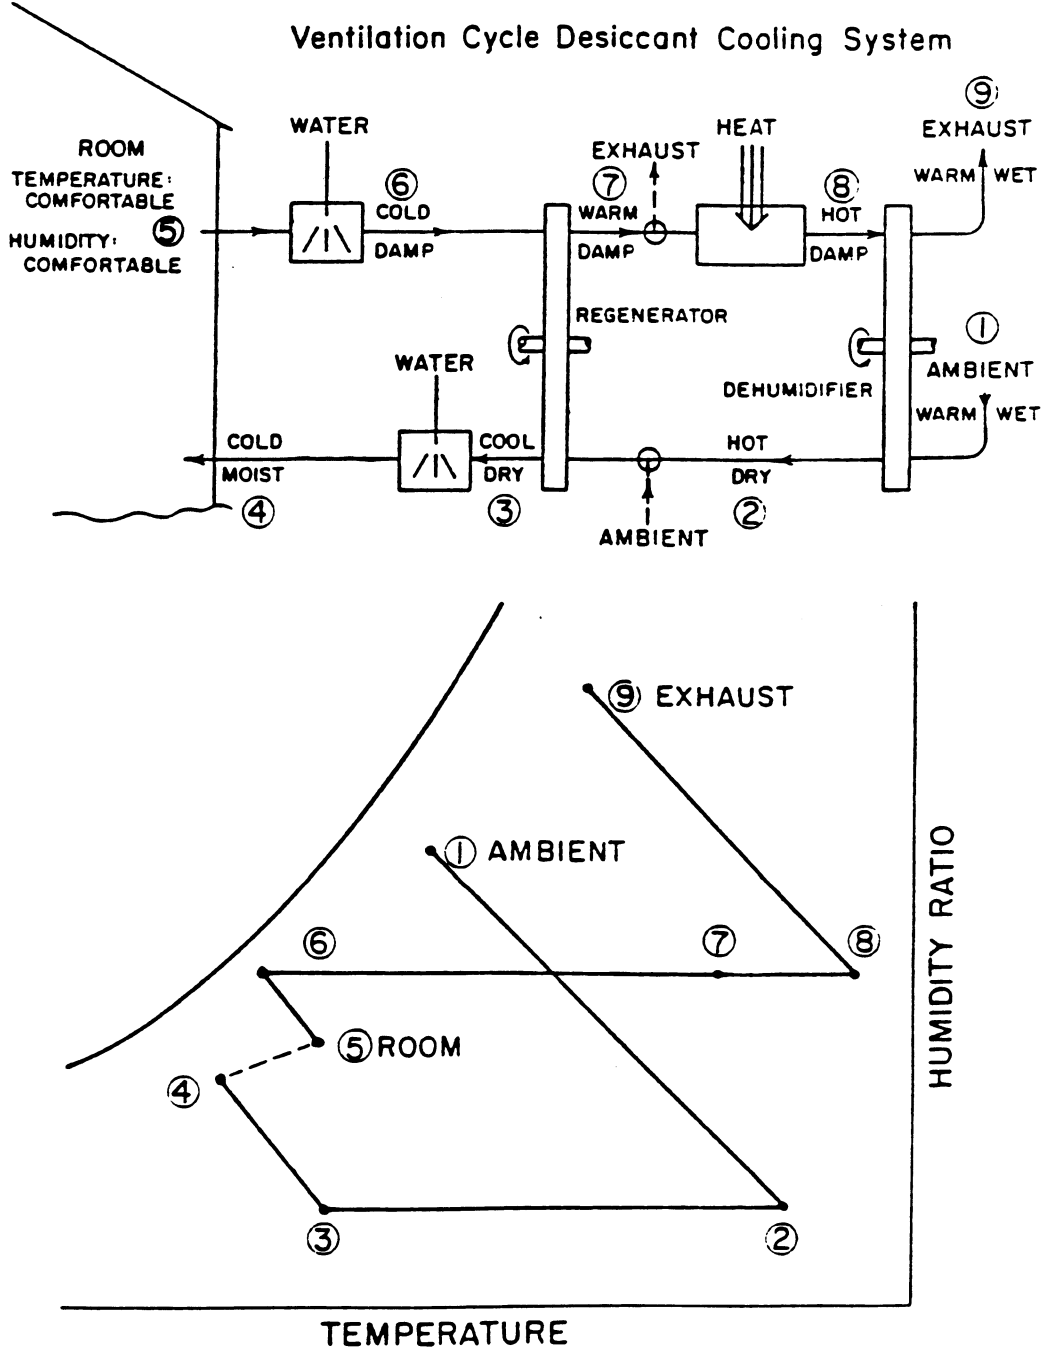 Ventilation Cycle Desiccant Cooling System
⑨
EXHAUST
WARM WET
WATER
EXHAUST
HEAT
ROOM
TEMPERATURE:
COMFORTABLE
⑤
HUMIDITY:
COMFORTABLE
⑥
COLD
DAMP
⑦
WARM
DAMP
⑧
HOT
DAMP
REGENERATOR
①
AMBIENT
WARM WET
DEHUMIDIFIER
WATER
COLD
MOIST
④
COOL
DRY
③
HOT
DRY
②
AMBIENT
⑨ EXHAUST
① AMBIENT
⑥
⑦
⑧
⑤ ROOM
④
③
②
HUMIDITY RATIO
TEMPERATURE